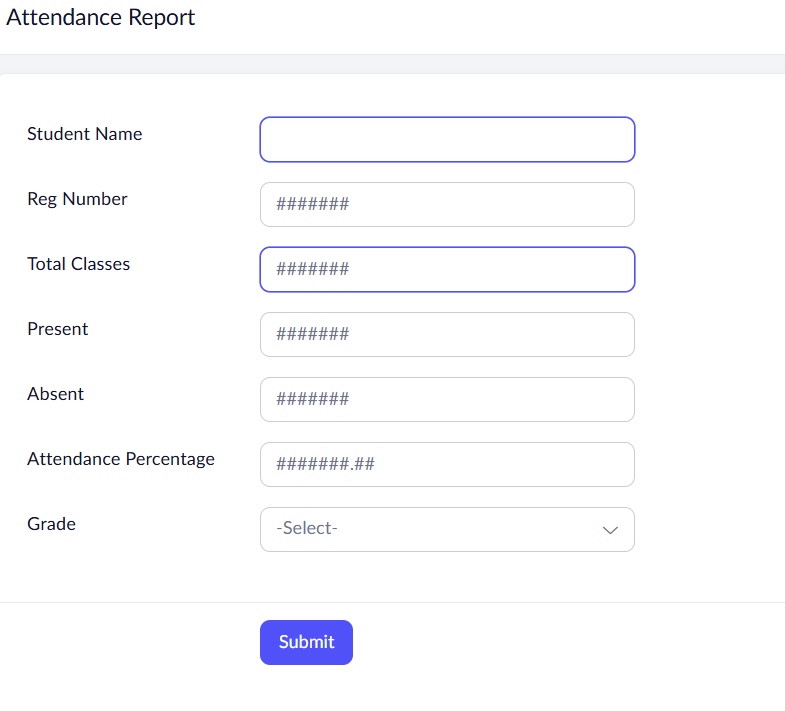 Attendance Report
Student Name
Reg Number
#######
Total Classes
#######
Present
#######
Absent
#######
Attendance Percentage
#######.##
Grade
-Select-
Submit